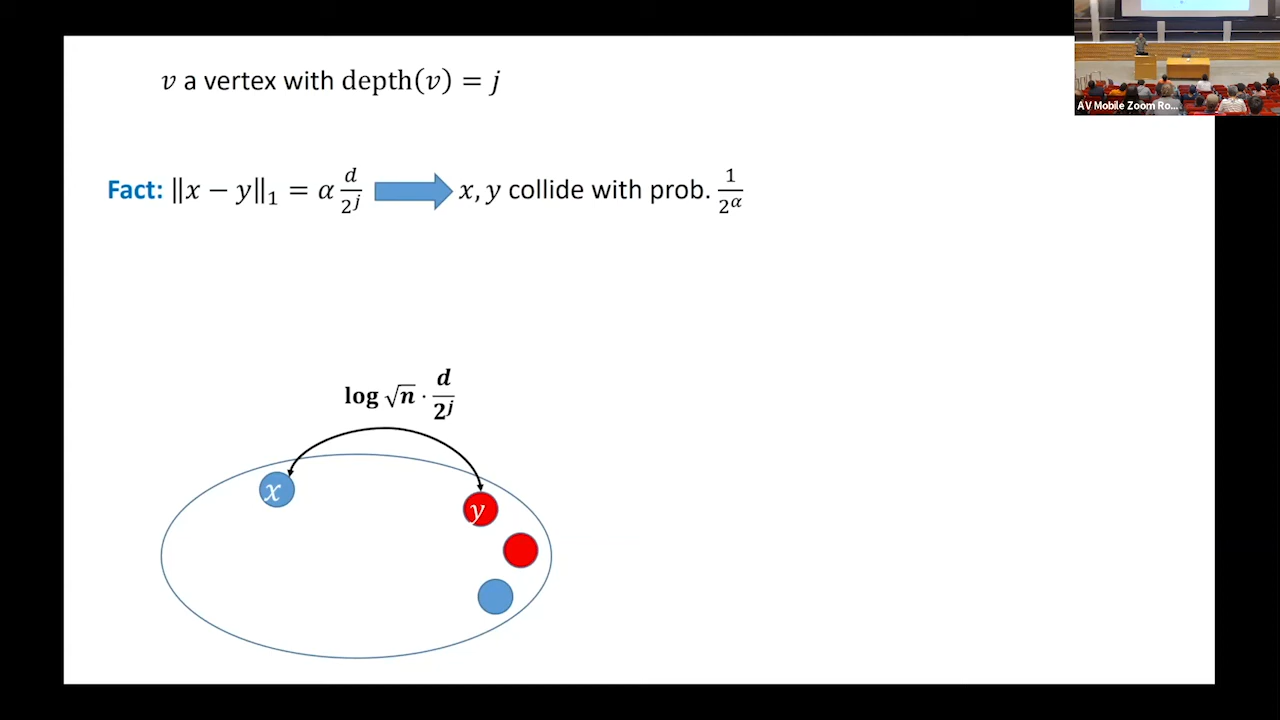 v a vertex with depth(v) = j
AV Mobile Zoom Ro...
Fact: ‖x − y‖₁ = α d/2ʲ x, y collide with prob. 1/2^α
log √n · d/2ʲ
x
y